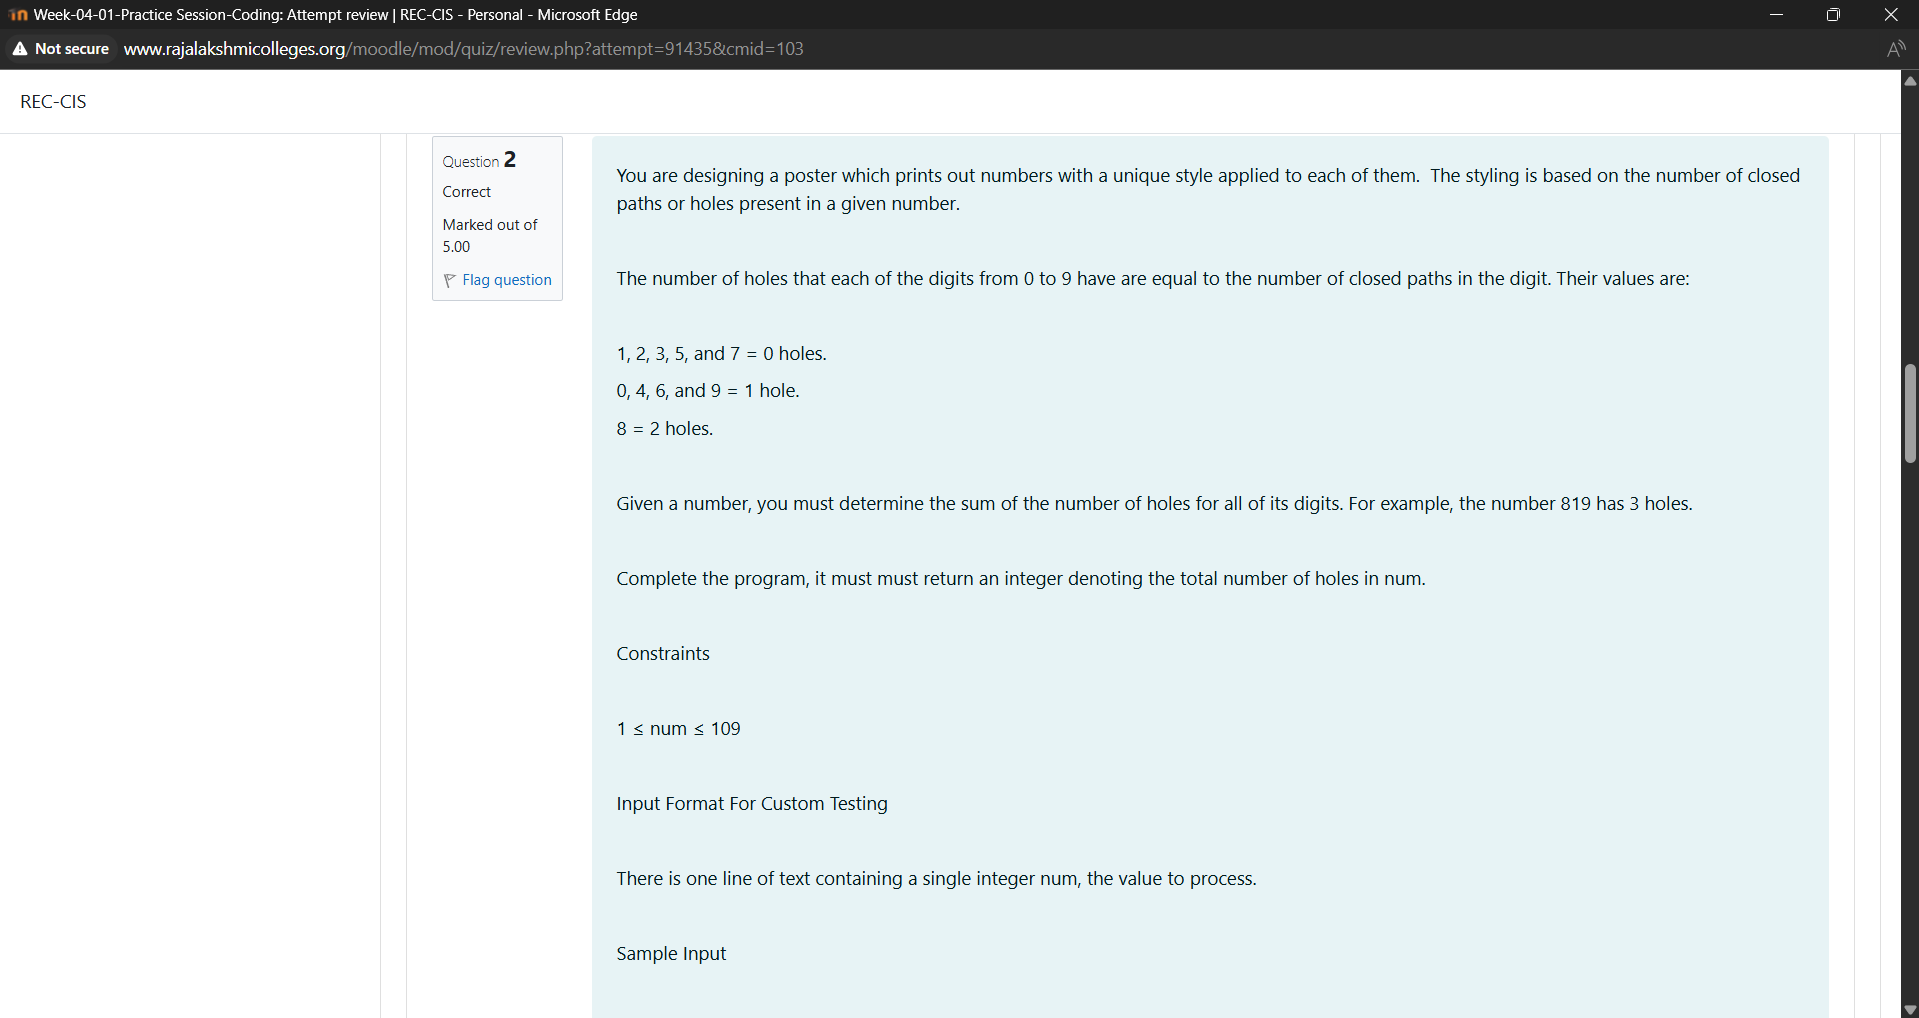 Week-04-01-Practice Session-Coding: Attempt review | REC-CIS - Personal - Microsoft Edge
Not secure www.rajalakshmicolleges.org/moodle/mod/quiz/review.php?attempt=91435&cmid=103
REC-CIS
Question 2
Correct
Marked out of
5.00
Flag question
You are designing a poster which prints out numbers with a unique style applied to each of them. The styling is based on the number of closed
paths or holes present in a given number.
The number of holes that each of the digits from 0 to 9 have are equal to the number of closed paths in the digit. Their values are:
1, 2, 3, 5, and 7 = 0 holes.
0, 4, 6, and 9 = 1 hole.
8 = 2 holes.
Given a number, you must determine the sum of the number of holes for all of its digits. For example, the number 819 has 3 holes.
Complete the program, it must must return an integer denoting the total number of holes in num.
Constraints
1 ≤ num ≤ 109
Input Format For Custom Testing
There is one line of text containing a single integer num, the value to process.
Sample Input